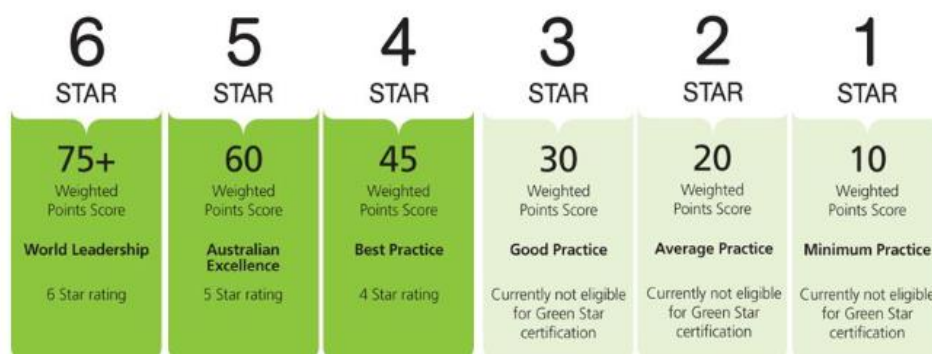 6
STAR
75+
Weighted
Points Score
World Leadership
6 Star rating
5
STAR
60
Weighted
Points Score
Australian
Excellence
5 Star rating
4
STAR
45
Weighted
Points Score
Best Practice
4 Star rating
3
STAR
30
Weighted
Points Score
Good Practice
Currently not eligible
for Green Star
certification
2
STAR
20
Weighted
Points Score
Average Practice
Currently not eligible
for Green Star
certification
1
STAR
10
Weighted
Points Score
Minimum Practice
Currently not eligible
for Green Star
certification